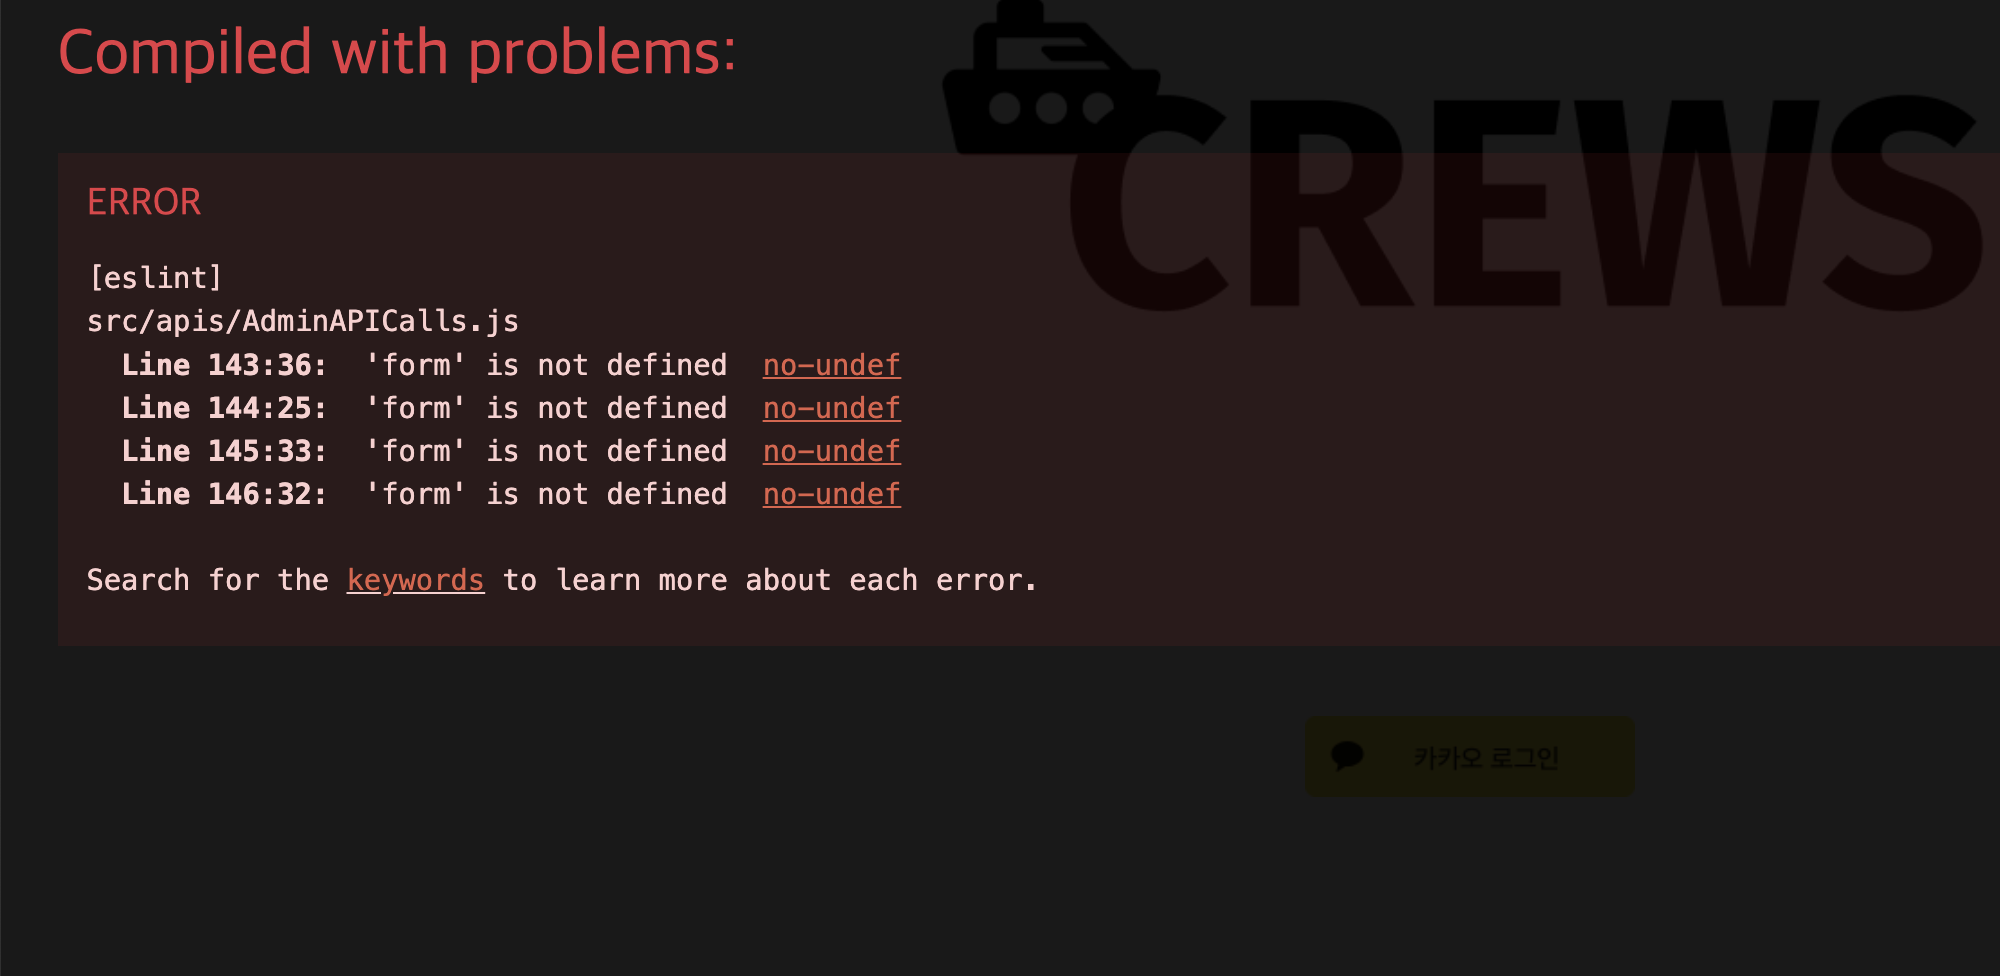 Compiled with problems:
CREWS
ERROR
[eslint]
src/apis/AdminAPICalls.js
Line 143:36: 'form' is not defined no-undef
Line 144:25: 'form' is not defined no-undef
Line 145:33: 'form' is not defined no-undef
Line 146:32: 'form' is not defined no-undef
Search for the keywords to learn more about each error.
카카오 로그인